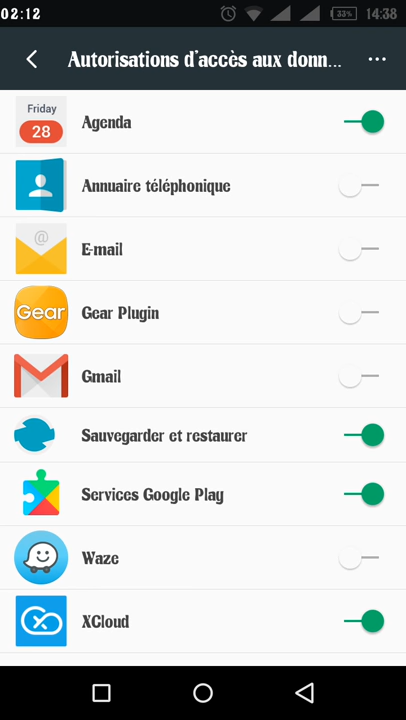 02:12 33% 14:38
Autorisations d'accès aux donn...
Friday
28
Agenda
Annuaire téléphonique
@
E-mail
Gear
Gear Plugin
Gmail
Sauvegarder et restaurer
Services Google Play
Waze
XCloud